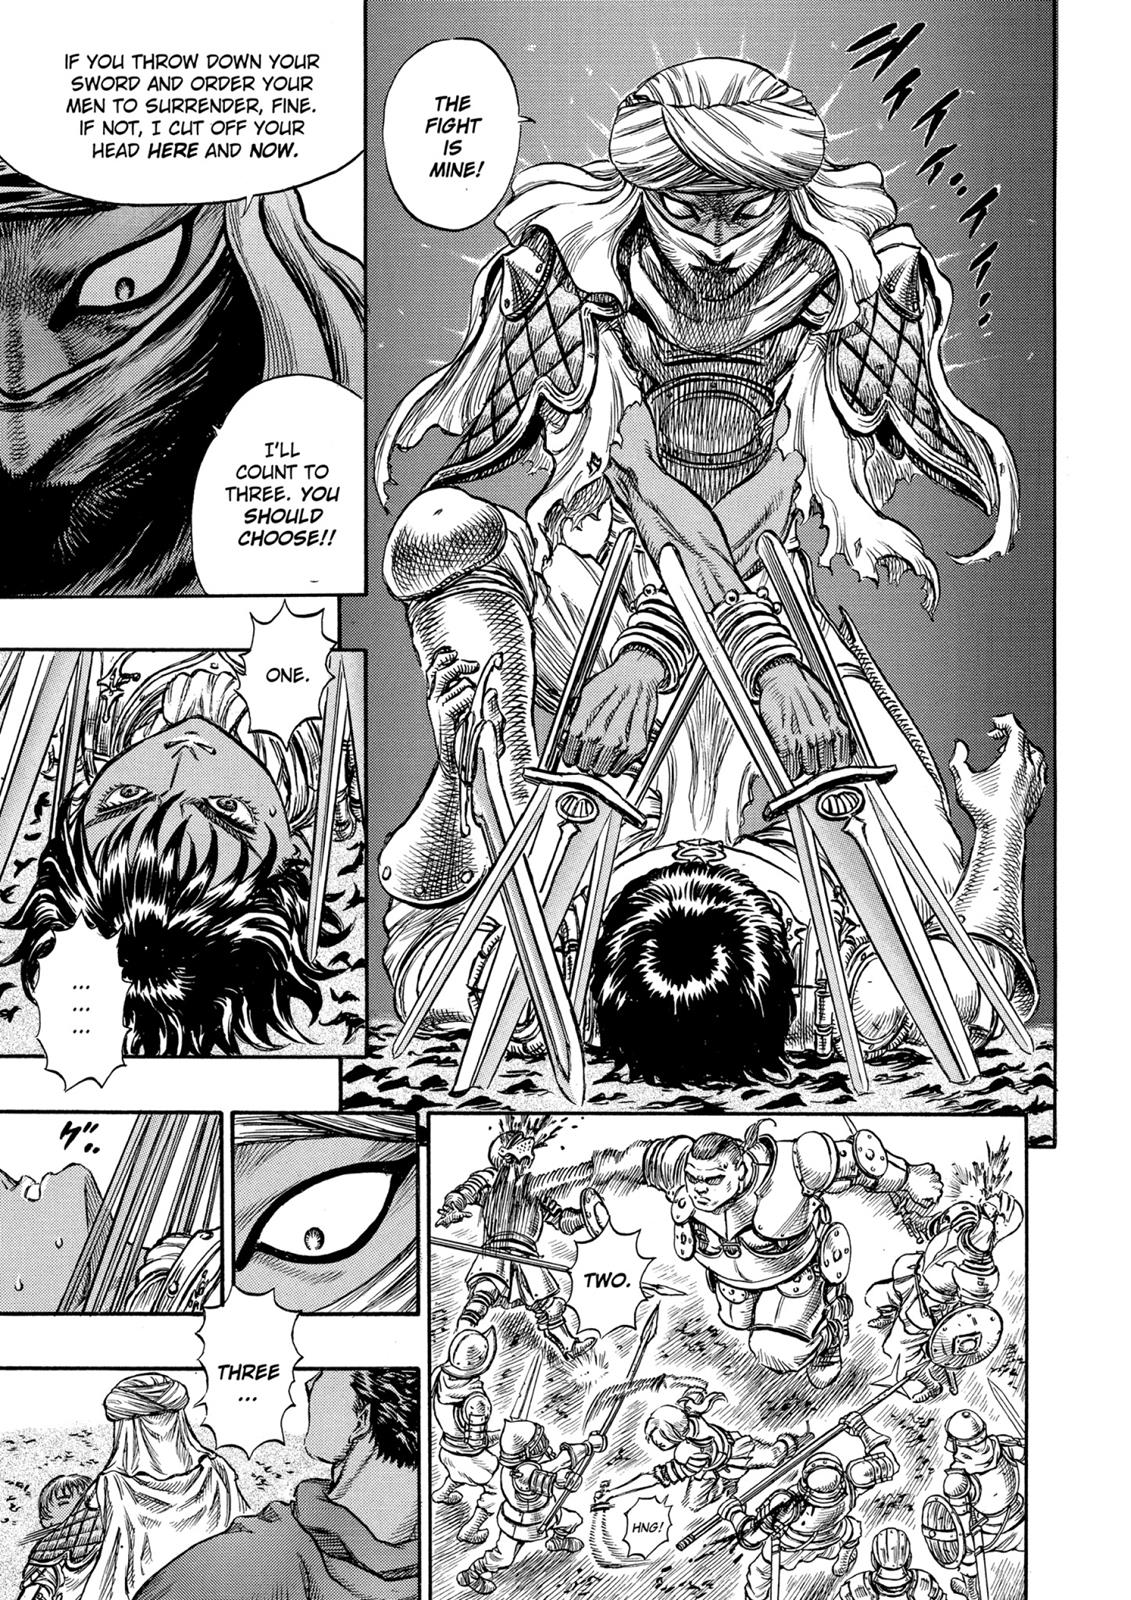 THE
FIGHT
IS
MINE!
IF YOU THROW DOWN YOUR
SWORD AND ORDER YOUR
MEN TO SURRENDER, FINE.
IF NOT, I CUT OFF YOUR
HEAD HERE AND NOW.
I'LL
COUNT TO
THREE. YOU
SHOULD
CHOOSE!!
ONE.
...
...
...
TWO.
HNG!
グ"..
THREE
...